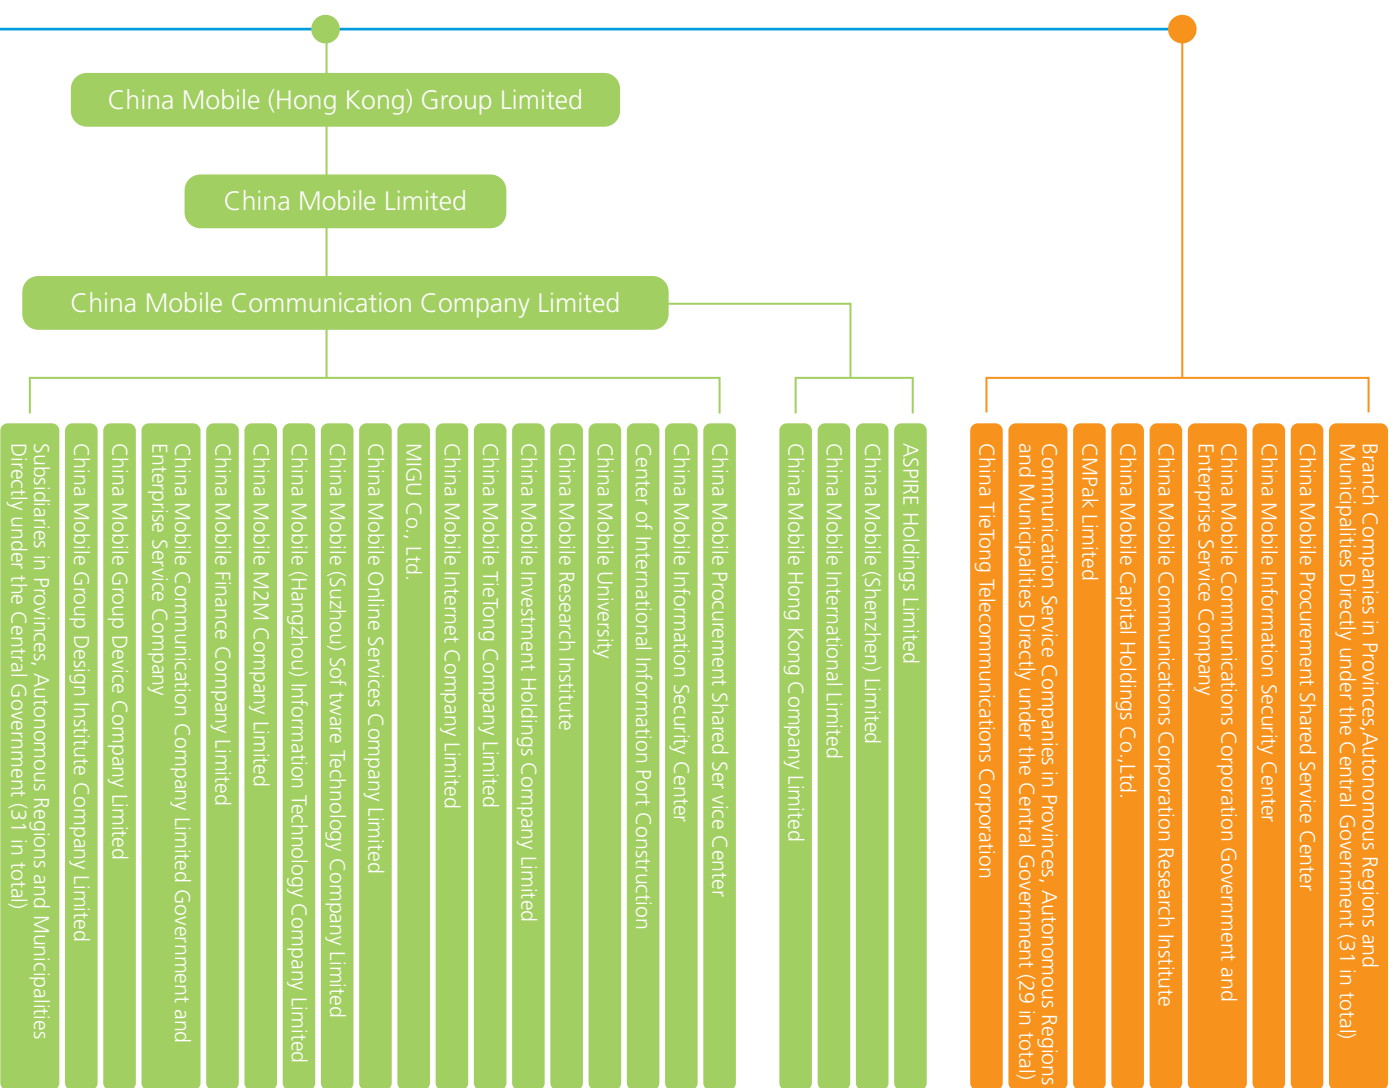 China Mobile (Hong Kong) Group Limited
China Mobile Limited
China Mobile Communication Company Limited
Subsidiaries in Provinces, Autonomous Regions and Municipalities
Directly under the Central Government (31 in total)
China Mobile Group Design Institute Company Limited
China Mobile Group Device Company Limited
China Mobile Communication Company Limited Government and
Enterprise Service Company
China Mobile Finance Company Limited
China Mobile M2M Company Limited
China Mobile (Hangzhou) Information Technology Company Limited
China Mobile (Suzhou) Sof tware Technology Company Limited
China Mobile Online Services Company Limited
MIGU Co., Ltd.
China Mobile Internet Company Limited
China Mobile TieTong Company Limited
China Mobile Investment Holdings Company Limited
China Mobile Research Institute
China Mobile University
Center of International Information Port Construction
China Mobile Information Security Center
China Mobile Procurement Shared Ser vice Center
China Mobile Hong Kong Company Limited
China Mobile International Limited
China Mobile (Shenzhen) Limited
ASPIRE Holdings Limited
China TieTong Telecommunications Corporation
Communication Service Companies in Provinces, Autonomous Regions
and Municipalities Directly under the Central Government (29 in total)
CMPak Limited
China Mobile Capital Holdings Co.,Ltd.
China Mobile Communications Corporation Research Institute
China Mobile Communications Corporation Government and
Enterprise Service Company
China Mobile Information Security Center
China Mobile Procurement Shared Service Center
Branch Companies in Provinces,Autonomous Regions and
Municipalities Directly under the Central Government (31 in total)